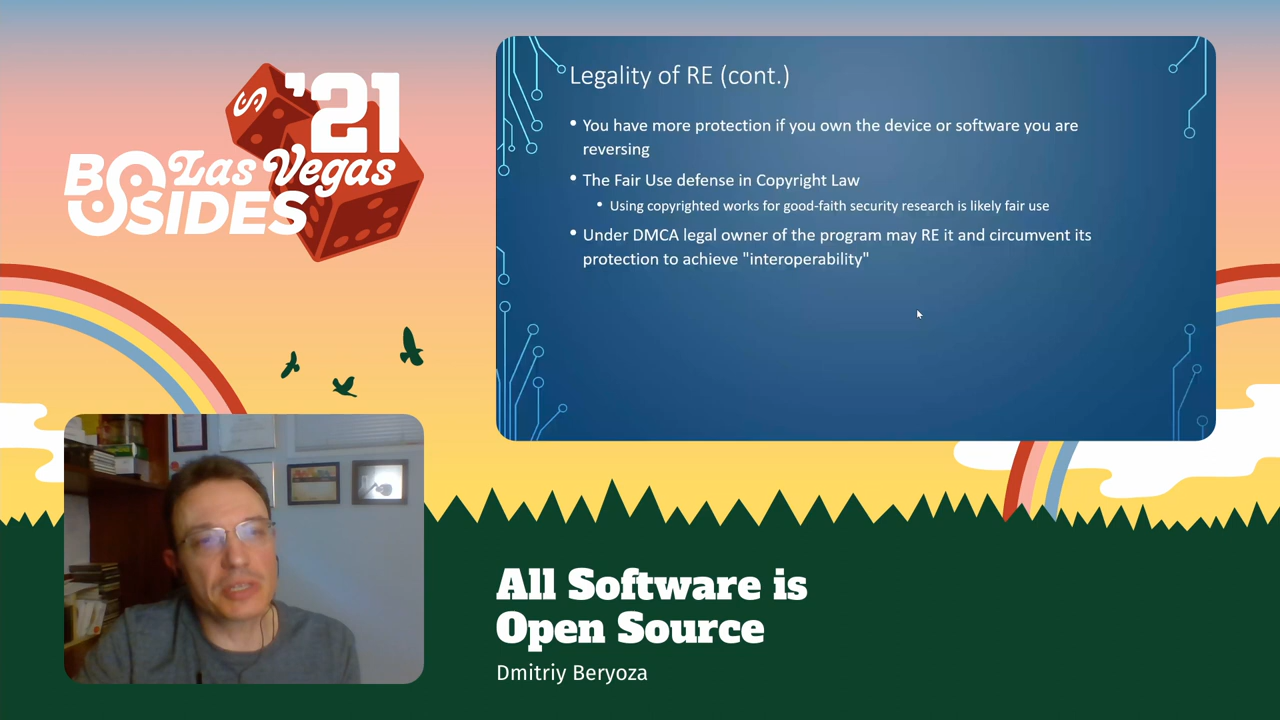 '21
BSIDES Las Vegas
Legality of RE (cont.)
• You have more protection if you own the device or software you are
reversing
• The Fair Use defense in Copyright Law
• Using copyrighted works for good-faith security research is likely fair use
• Under DMCA legal owner of the program may RE it and circumvent its
protection to achieve "interoperability"
All Software is
Open Source
Dmitriy Beryoza